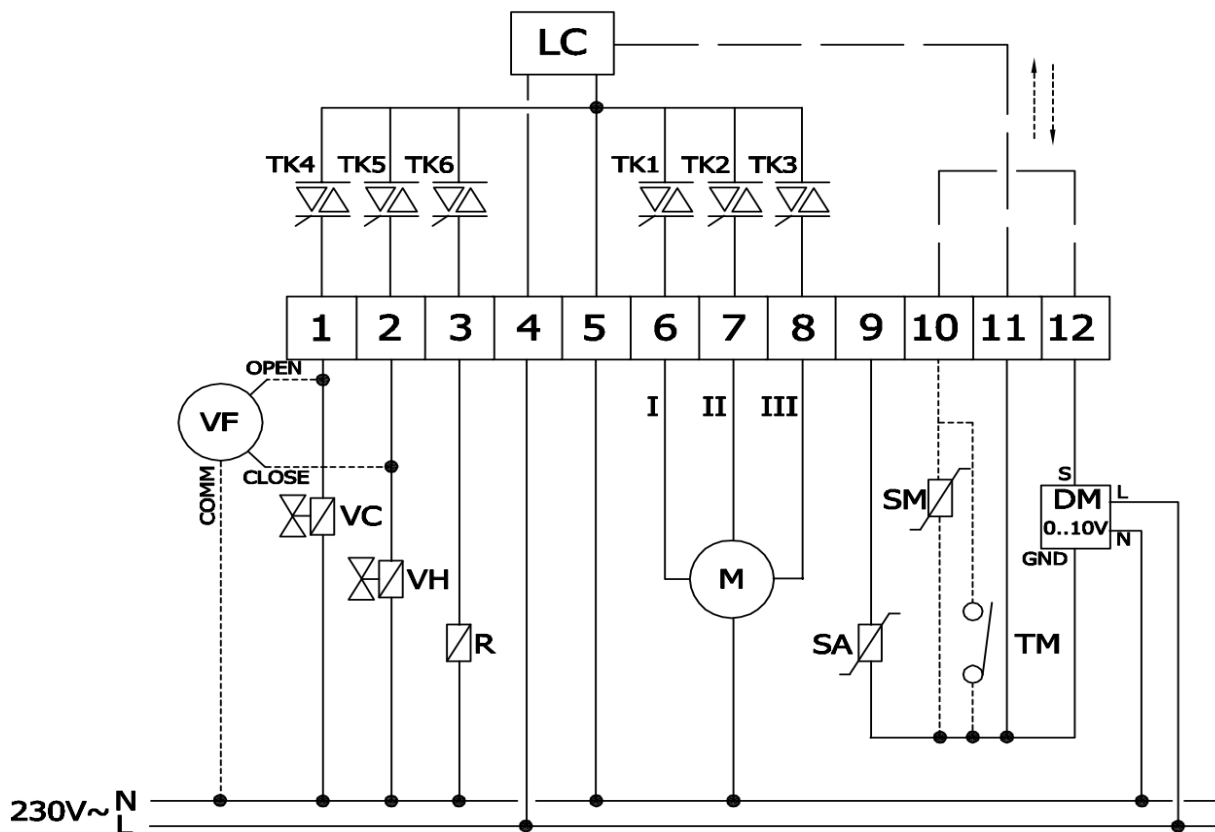 LC
TK4 TK5 TK6 TK1 TK2 TK3
1 2 3 4 5 6 7 8 9 10 11 12
OPEN
I II III
VF
CLOSE
COMM
S
SM
DM L
VC
0..10V
N
GND
VH
M
R
SA
TM
230V~ N
L